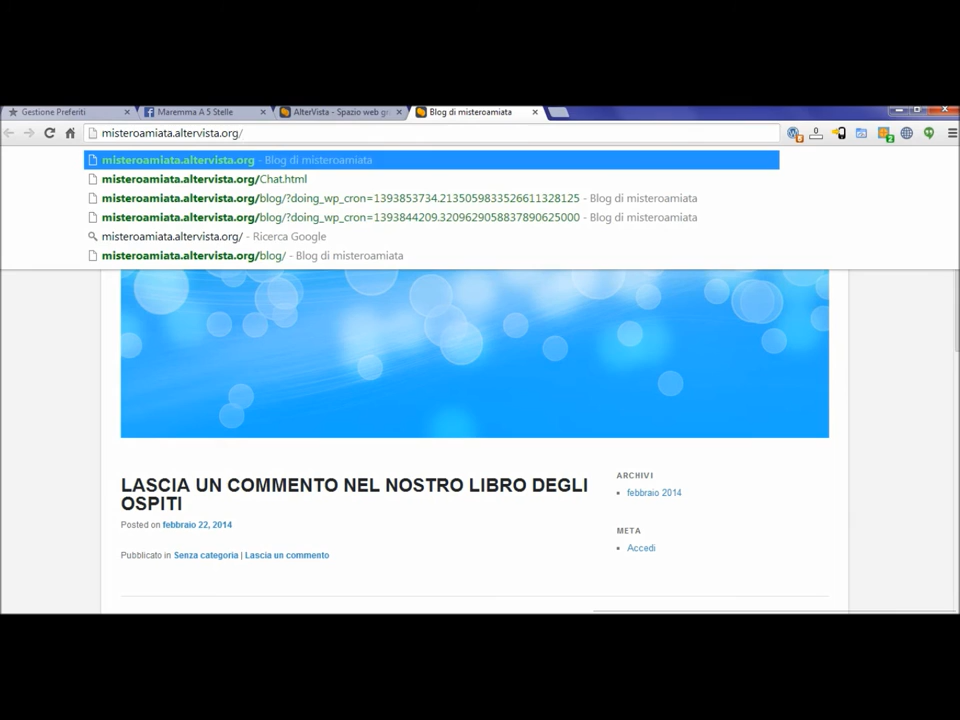 Gestione Preferiti
Maremma A 5 Stelle
AlterVista - Spazio web gr
Blog di misteroamiata
misteroamiata.altervista.org/
misteroamiata.altervista.org - Blog di misteroamiata
misteroamiata.altervista.org/Chat.html
misteroamiata.altervista.org/blog/?doing_wp_cron=1393853734.2135059833526611328125 - Blog di misteroamiata
misteroamiata.altervista.org/blog/?doing_wp_cron=1393844209.3209629058837890625000 - Blog di misteroamiata
misteroamiata.altervista.org/ - Ricerca Google
misteroamiata.altervista.org/blog/ - Blog di misteroamiata
LASCIA UN COMMENTO NEL NOSTRO LIBRO DEGLI
OSPITI
Posted on febbraio 22, 2014
Pubblicato in Senza categoria | Lascia un commento
ARCHIVI
febbraio 2014
META
Accedi